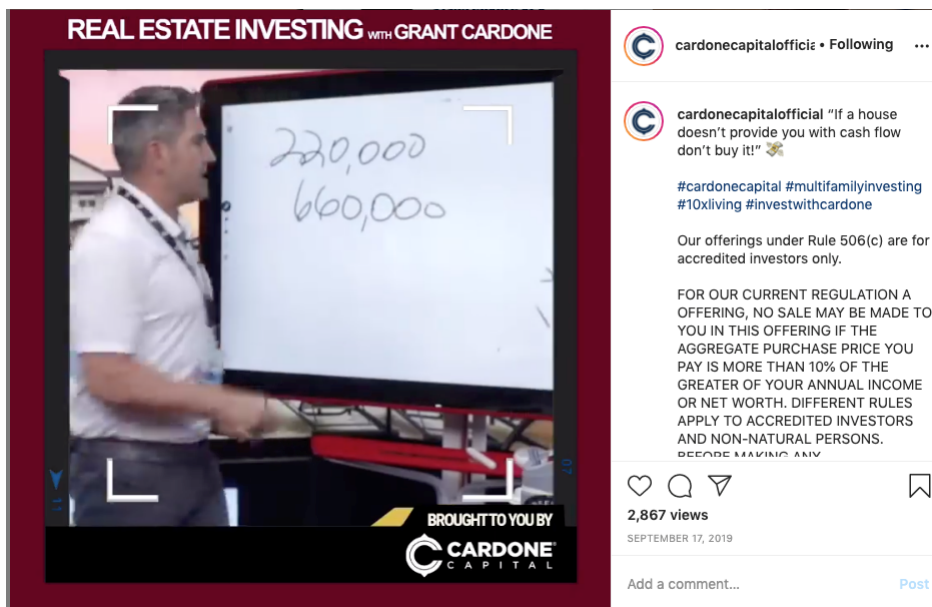 REAL ESTATE INVESTING WITH GRANT CARDONE
220,000
660,000
BROUGHT TO YOU BY
CARDONE
CAPITAL
11
07
cardonecapitalofficia • Following
cardonecapitalofficial “If a house
doesn’t provide you with cash flow
don’t buy it!” 💸
#cardonecapital #multifamilyinvesting
#10xliving #investwithcardone
Our offerings under Rule 506(c) are for
accredited investors only.
FOR OUR CURRENT REGULATION A
OFFERING, NO SALE MAY BE MADE TO
YOU IN THIS OFFERING IF THE
AGGREGATE PURCHASE PRICE YOU
PAY IS MORE THAN 10% OF THE
GREATER OF YOUR ANNUAL INCOME
OR NET WORTH. DIFFERENT RULES
APPLY TO ACCREDITED INVESTORS
AND NON-NATURAL PERSONS.
BEFORE MAKING ANY
2,867 views
SEPTEMBER 17, 2019
Add a comment...
Post